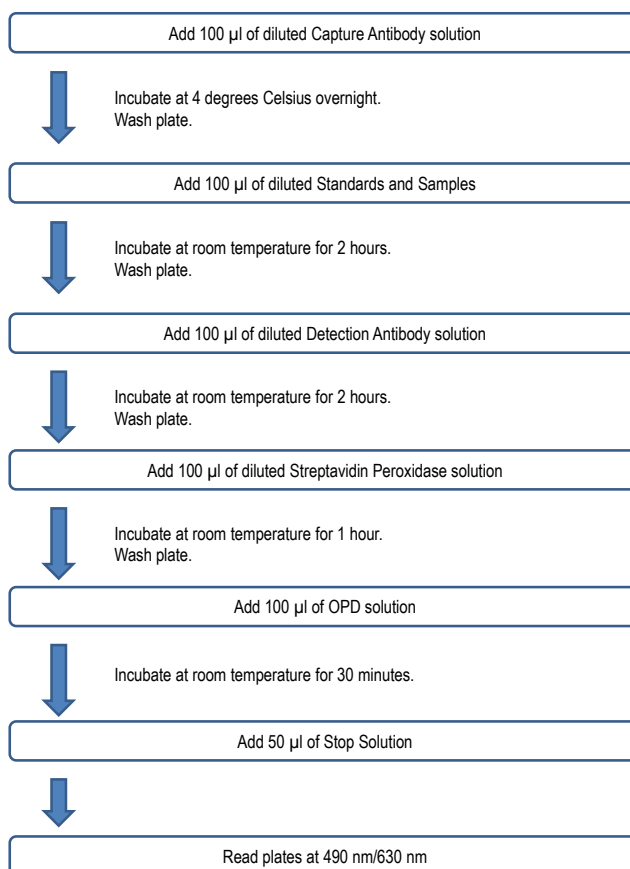 Add 100 µl of diluted Capture Antibody solution
Incubate at 4 degrees Celsius overnight.
Wash plate.
Add 100 µl of diluted Standards and Samples
Incubate at room temperature for 2 hours.
Wash plate.
Add 100 µl of diluted Detection Antibody solution
Incubate at room temperature for 2 hours.
Wash plate.
Add 100 µl of diluted Streptavidin Peroxidase solution
Incubate at room temperature for 1 hour.
Wash plate.
Add 100 µl of OPD solution
Incubate at room temperature for 30 minutes.
Add 50 µl of Stop Solution
Read plates at 490 nm/630 nm